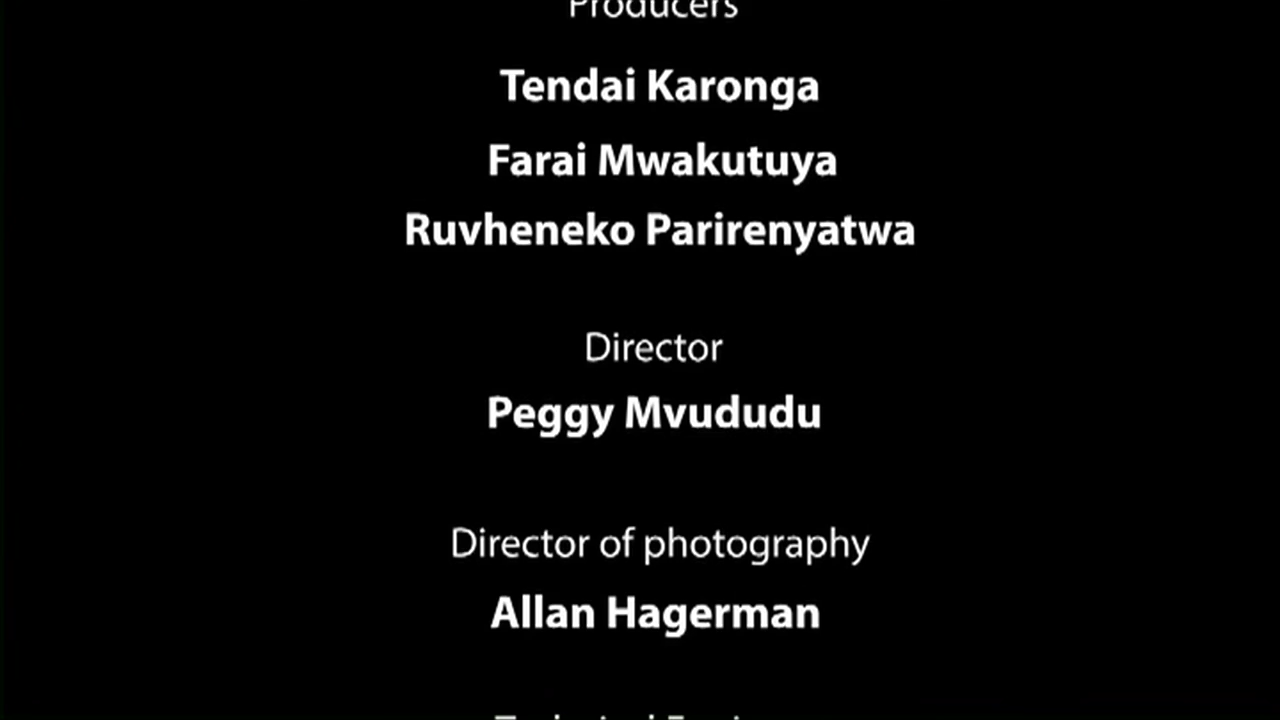 Producers
Tendai Karonga
Farai Mwakutuya
Ruvheneko Parirenyatwa
Director
Peggy Mvududu
Director of photography
Allan Hagerman